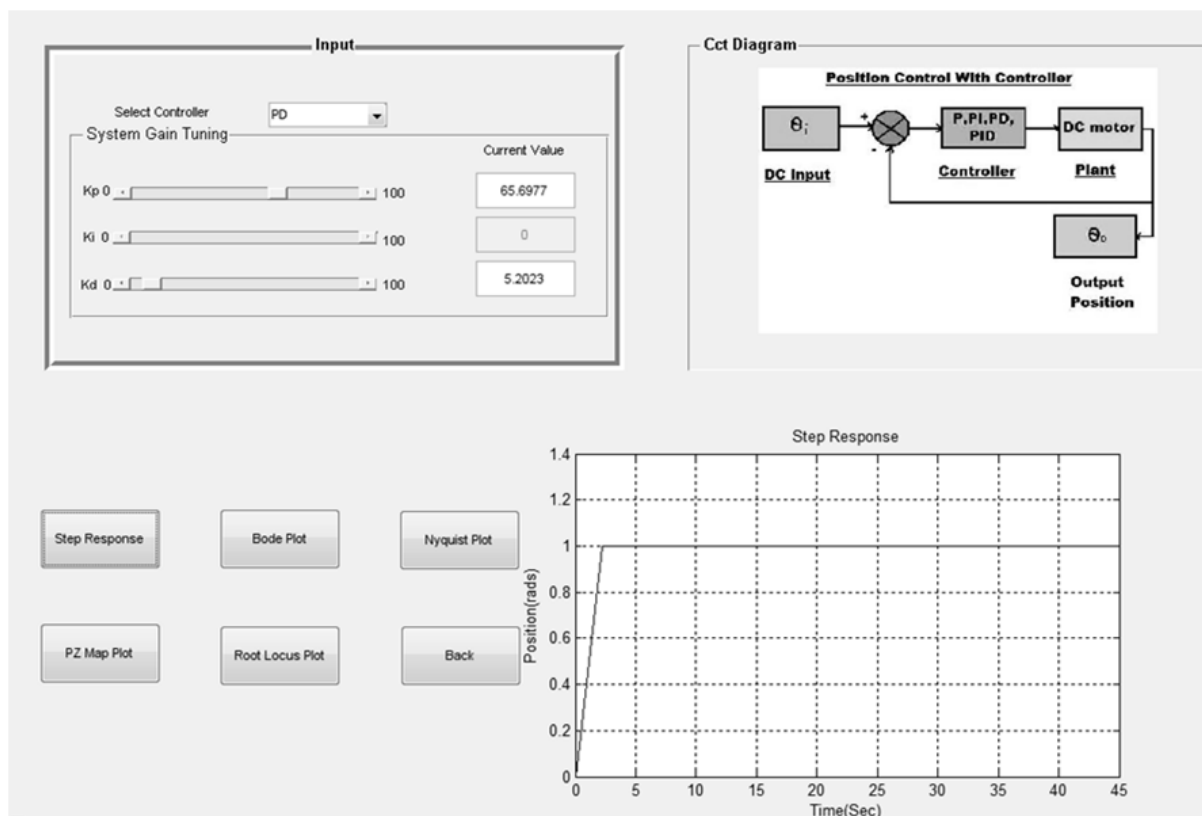 Input
Select Controller
PD
System Gain Tuning
Current Value
Kp 0
100
65.6977
Ki 0
100
0
Kd 0
100
5.2023
Cct Diagram
Position Control With Controller
Θi
+
-
P,PI,PD,
PID
DC motor
DC Input
Controller
Plant
Θo
Output
Position
Step Response
Bode Plot
Nyquist Plot
PZ Map Plot
Root Locus Plot
Back
Step Response
Position(rads)
1.4
1.2
1
0.8
0.6
0.4
0.2
0
0 5 10 15 20 25 30 35 40 45
Time(Sec)